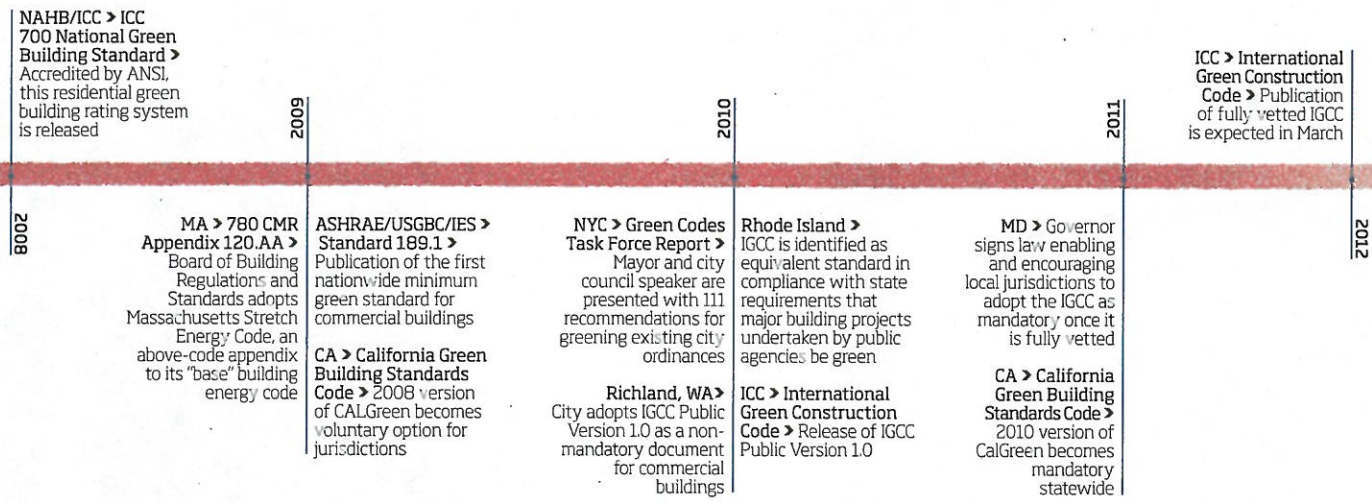 NAHB/ICC > ICC
700 National Green
Building Standard >
Accredited by ANSI,
this residential green
building rating system
is released
2008
2009
MA > 780 CMR
Appendix 120.AA >
Board of Building
Regulations and
Standards adopts
Massachusetts Stretch
Energy Code, an
above-code appendix
to its "base" building
energy code
ASHRAE/USGBC/IES >
Standard 189.1 >
Publication of the first
nationwide minimum
green standard for
commercial buildings
CA > California Green
Building Standards
Code > 2008 version
of CALGreen becomes
voluntary option for
jurisdictions
2010
NYC > Green Codes
Task Force Report >
Mayor and city
council speaker are
presented with 111
recommendations for
greening existing city
ordinances
Richland, WA>
City adopts IGCC Public
Version 1.0 as a non-
mandatory document
for commercial
buildings
Rhode Island >
IGCC is identified as
equivalent standard in
compliance with state
requirements that
major building projects
undertaken by public
agencies be green
ICC > International
Green Construction
Code > Release of IGCC
Public Version 1.0
2011
MD > Governor
signs law enabling
and encouraging
local jurisdictions to
adopt the IGCC as
mandatory once it
is fully vetted
CA > California
Green Building
Standards Code >
2010 version of
CalGreen becomes
mandatory
statewide
ICC > International
Green Construction
Code > Publication
of fully vetted IGCC
is expected in March
2012